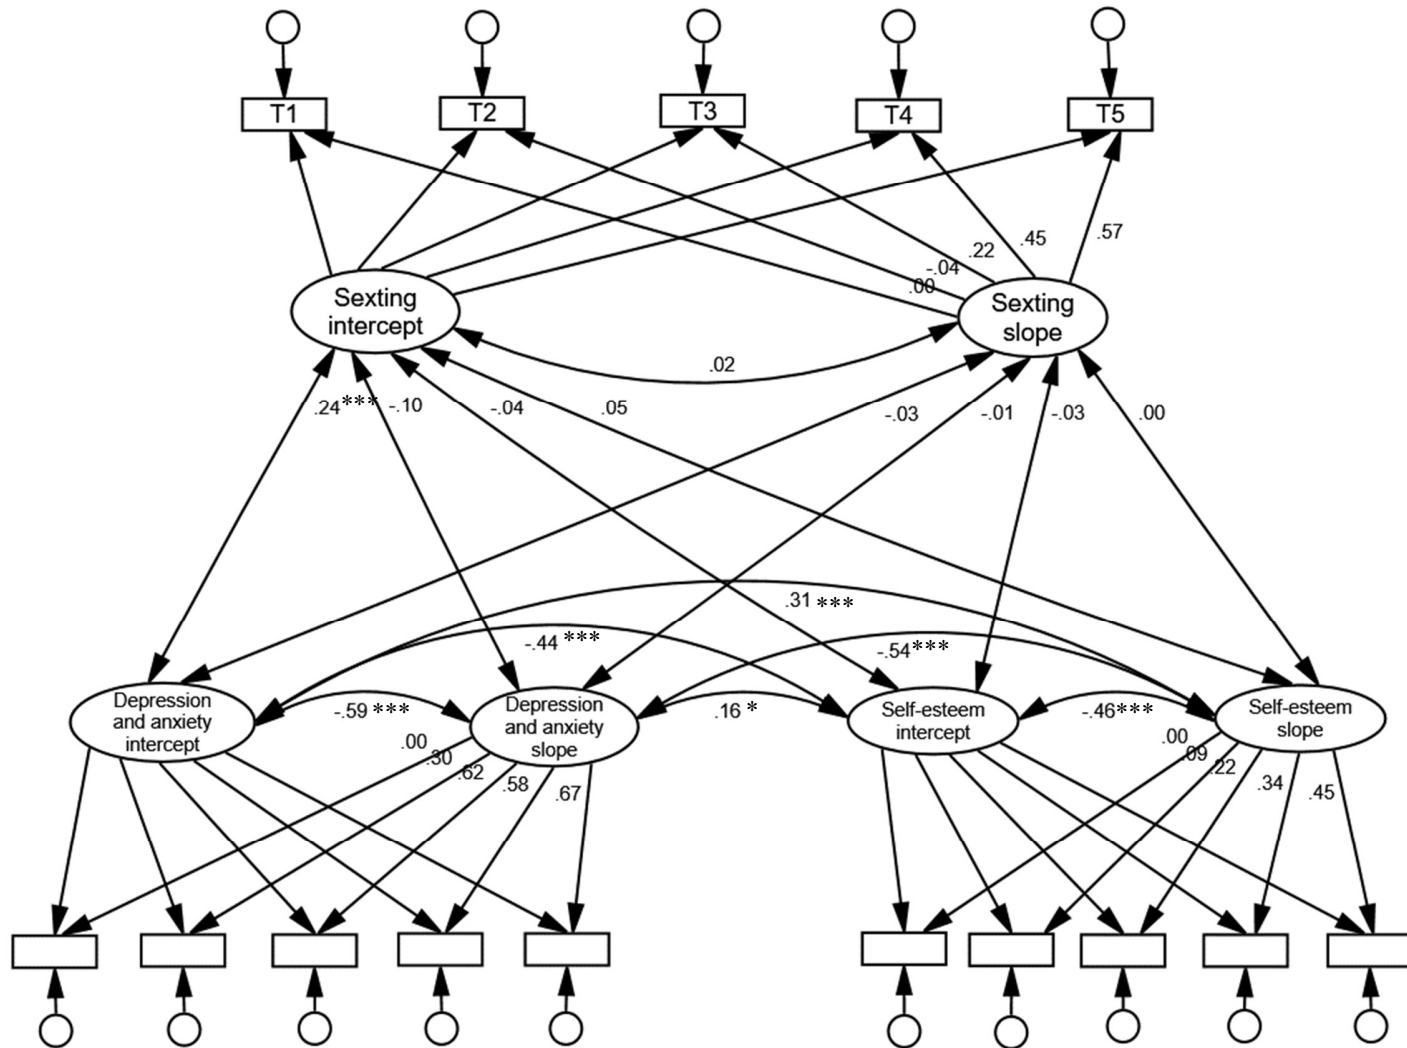 T1 T2 T3 T4 T5
.57
.45
.22
-.04
.00
Sexting
intercept
Sexting
slope
.02
.24*** -.10 -.04 .05 -.03 -.01 -.03 .00
.31 ***
-.44 ***
-.54***
Depression
and anxiety
intercept
-.59 ***
Depression
and anxiety
slope
.16 *
Self-esteem
intercept
-.46***
Self-esteem
slope
.00
.30
.62
.58
.67
.00
.09
.22
.34
.45